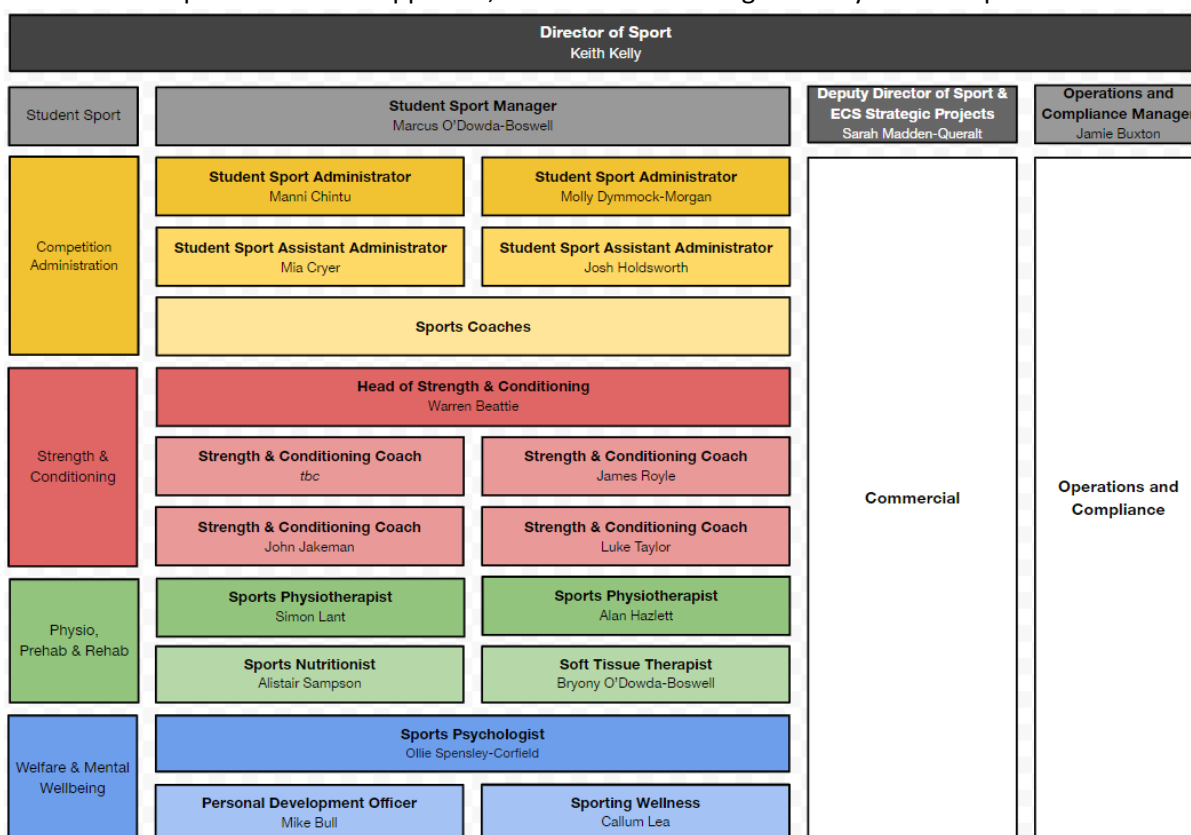 Director of Sport
Keith Kelly
Student Sport
Student Sport Manager
Marcus O'Dowda-Boswell
Deputy Director of Sport &
ECS Strategic Projects
Sarah Madden-Queralt
Operations and
Compliance Manager
Jamie Buxton
Competition
Administration
Student Sport Administrator
Manni Chintu
Student Sport Administrator
Molly Dymmock-Morgan
Student Sport Assistant Administrator
Mia Cryer
Student Sport Assistant Administrator
Josh Holdsworth
Sports Coaches
Strength &
Conditioning
Head of Strength & Conditioning
Warren Beattie
Strength & Conditioning Coach
tbc
Strength & Conditioning Coach
James Royle
Strength & Conditioning Coach
John Jakeman
Strength & Conditioning Coach
Luke Taylor
Physio,
Prehab & Rehab
Sports Physiotherapist
Simon Lant
Sports Physiotherapist
Alan Hazlett
Sports Nutritionist
Alistair Sampson
Soft Tissue Therapist
Bryony O'Dowda-Boswell
Welfare & Mental
Wellbeing
Sports Psychologist
Ollie Spensley-Corfield
Personal Development Officer
Mike Bull
Sporting Wellness
Callum Lea
Commercial
Operations and
Compliance